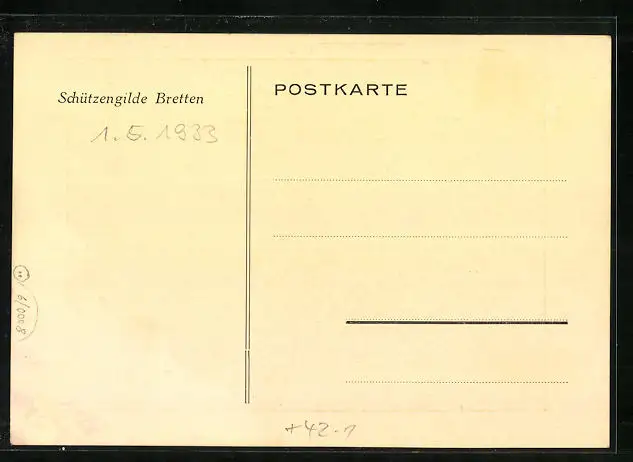 Schützengilde Bretten
1.5.1933
POSTKARTE
+42-1